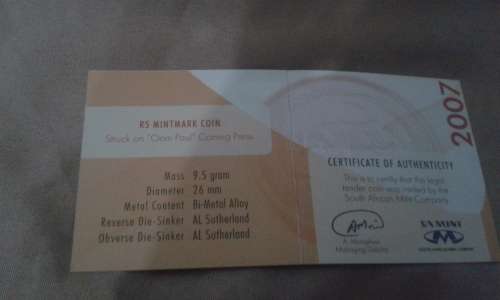 R5 MINTMARK COIN
Struck on "Oom Paul" Coining Press
Mass 9.5 gram
Diameter 26 mm
Metal Content Bi-Metal Alloy
Reverse Die-Sinker AL Sutherland
Obverse Die-Sinker AL Sutherland
2007
CERTIFICATE OF AUTHENTICITY
This is to certify that this legal
tender coin was minted by the
South African Mint Company
Managing Director
SA MINT